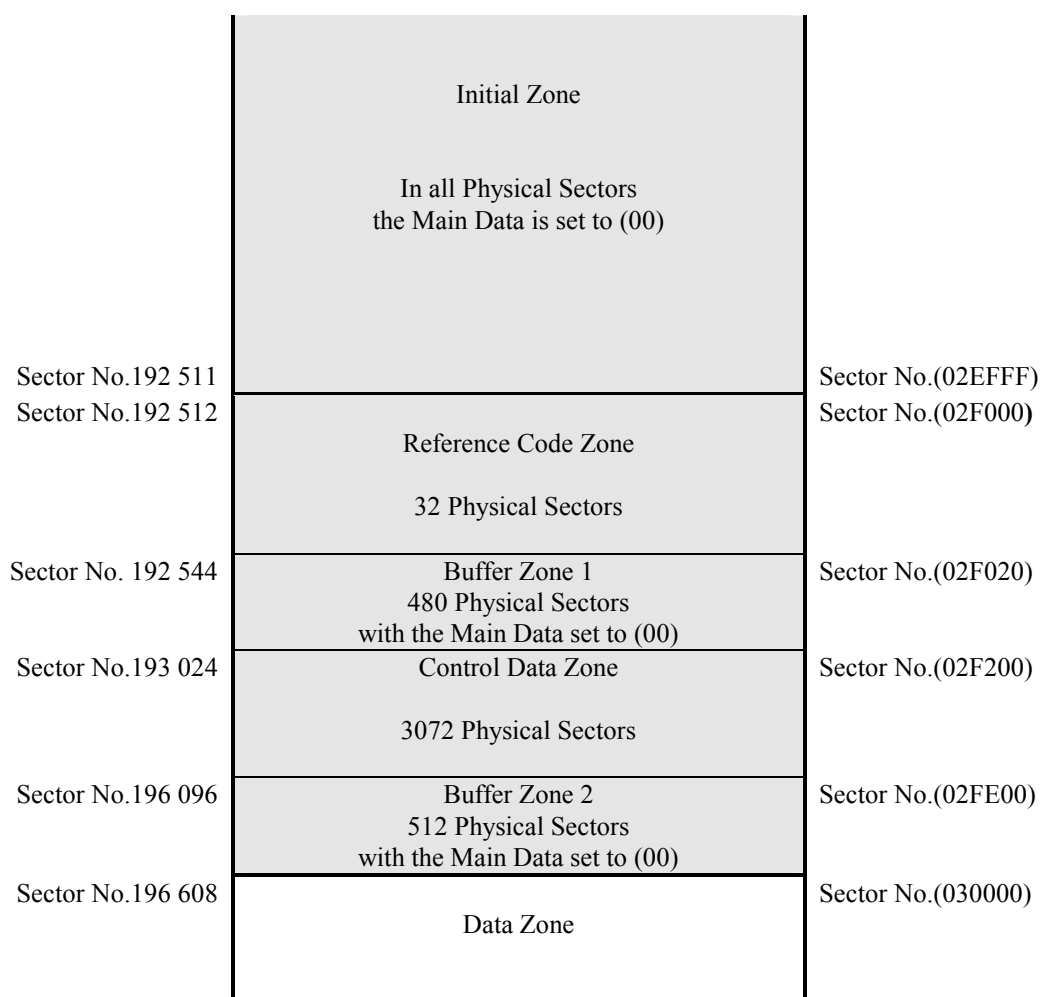 Initial Zone
In all Physical Sectors
the Main Data is set to (00)
Sector No.192 511
Sector No.(02EFFF)
Sector No.192 512
Sector No.(02F000)
Reference Code Zone
32 Physical Sectors
Sector No. 192 544
Buffer Zone 1
Sector No.(02F020)
480 Physical Sectors
with the Main Data set to (00)
Sector No.193 024
Control Data Zone
Sector No.(02F200)
3072 Physical Sectors
Sector No.196 096
Buffer Zone 2
Sector No.(02FE00)
512 Physical Sectors
with the Main Data set to (00)
Sector No.196 608
Sector No.(030000)
Data Zone